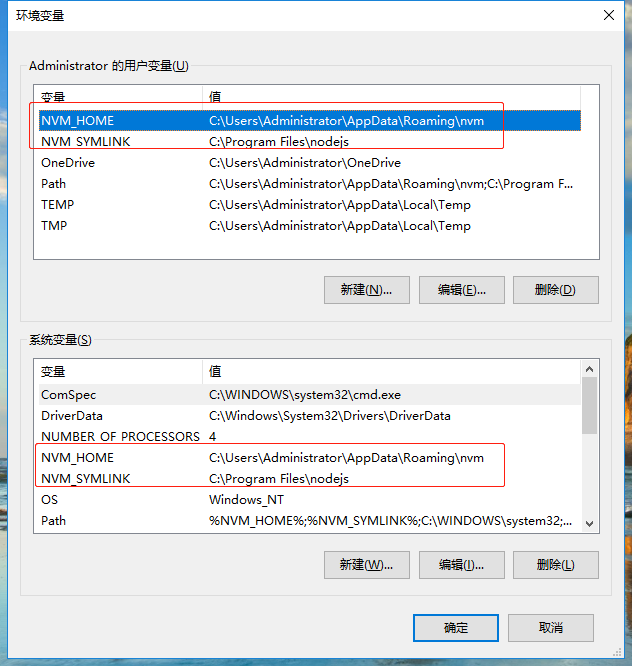 环境变量
Administrator 的用户变量(U)
变量 值
NVM_HOME C:\Users\Administrator\AppData\Roaming\nvm
NVM_SYMLINK C:\Program Files\nodejs
OneDrive C:\Users\Administrator\OneDrive
Path C:\Users\Administrator\AppData\Roaming\nvm;C:\Program F...
TEMP C:\Users\Administrator\AppData\Local\Temp
TMP C:\Users\Administrator\AppData\Local\Temp
新建(N)... 编辑(E)... 删除(D)
系统变量(S)
变量 值
ComSpec C:\WINDOWS\system32\cmd.exe
DriverData C:\Windows\System32\Drivers\DriverData
NUMBER_OF_PROCESSORS 4
NVM_HOME C:\Users\Administrator\AppData\Roaming\nvm
NVM_SYMLINK C:\Program Files\nodejs
OS Windows_NT
Path %NVM_HOME%;%NVM_SYMLINK%;C:\WINDOWS\system32;...
新建(W)... 编辑(I)... 删除(L)
确定 取消